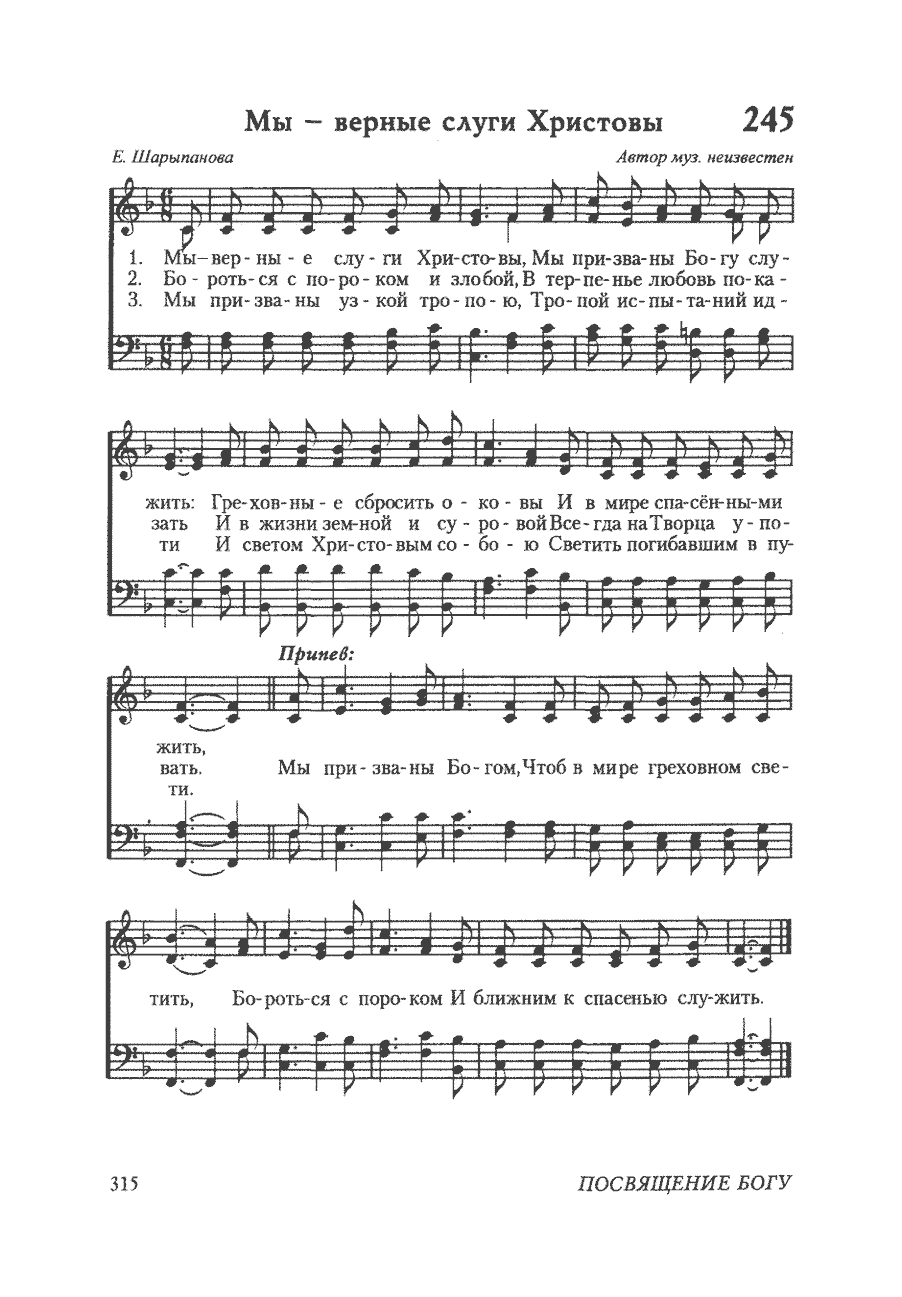 Мы – верные слуги Христовы 245
Е. Шарыпанова Автор муз. неизвестен
1. Мы–вер-ны-е слу-ги Хри-сто-вы, Мы при-зва-ны Бо-гу слу-
2. Бо-роть-ся с по-ро-ком и злобой, В тер-пе-нье любовь по-ка-
3. Мы при-зва-ны уз-кой тро-по-ю, Тро-пой ис-пы-та-ний ид-
жить: Гре-хов-ны-е сбросить о-ко-вы И в мире спа-сён-ны-ми
зать И в жизни зем-ной и су-ро-вой Все-гда на Творца у-по-
ти И светом Хри-сто-вым со-бо-ю Светить погибавшим в пу-
Припев:
жить,
вать. Мы при-зва-ны Бо-гом, Чтоб в мире греховном све-
ти.
тить, Бо-роть-ся с поро-ком И ближним к спасенью слу-жить.
315 ПОСВЯЩЕНИЕ БОГУ